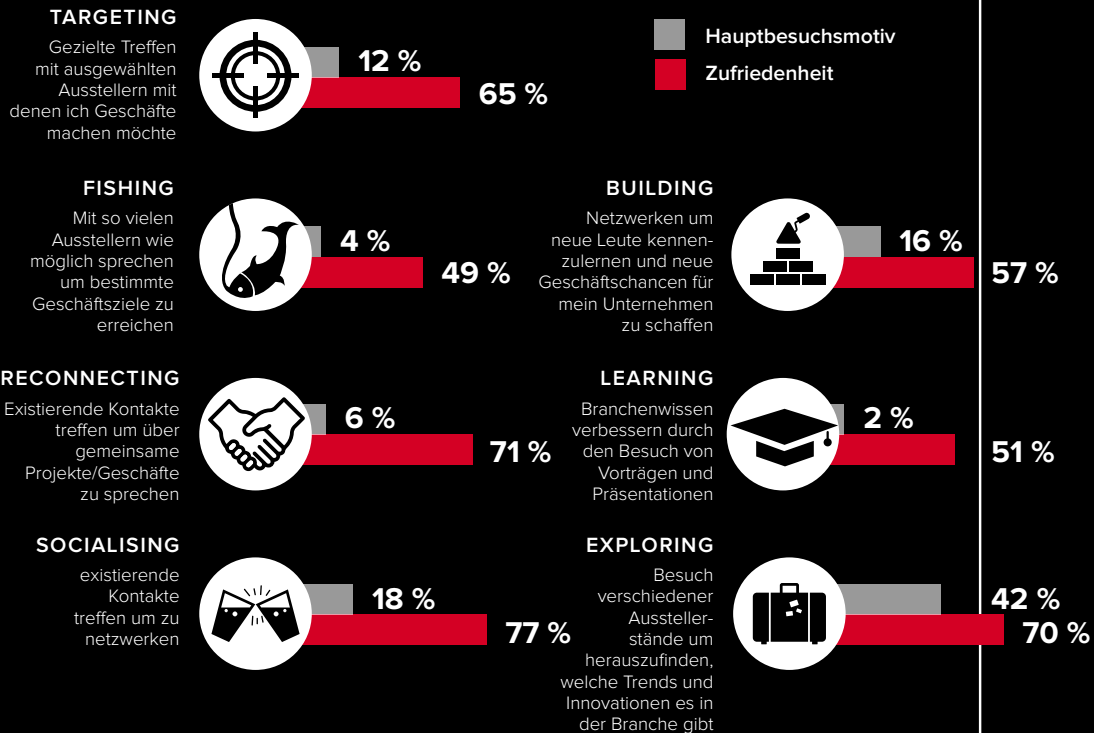 TARGETING
Gezielte Treffen
mit ausgewählten
Ausstellern mit
denen ich Geschäfte
machen möchte
12 %
65 %
Hauptbesuchsmotiv
Zufriedenheit
FISHING
Mit so vielen
Ausstellern wie
möglich sprechen
um bestimmte
Geschäftsziele zu
erreichen
4 %
49 %
BUILDING
Netzwerken um
neue Leute kennen-
zulernen und neue
Geschäftschancen für
mein Unternehmen
zu schaffen
16 %
57 %
RECONNECTING
Existierende Kontakte
treffen um über
gemeinsame
Projekte/Geschäfte
zu sprechen
6 %
71 %
LEARNING
Branchenwissen
verbessern durch
den Besuch von
Vorträgen und
Präsentationen
2 %
51 %
SOCIALISING
existierende
Kontakte
treffen um zu
netzwerken
18 %
77 %
EXPLORING
Besuch
verschiedener
Aussteller-
stände um
herauszufinden,
welche Trends und
Innovationen es in
der Branche gibt
42 %
70 %